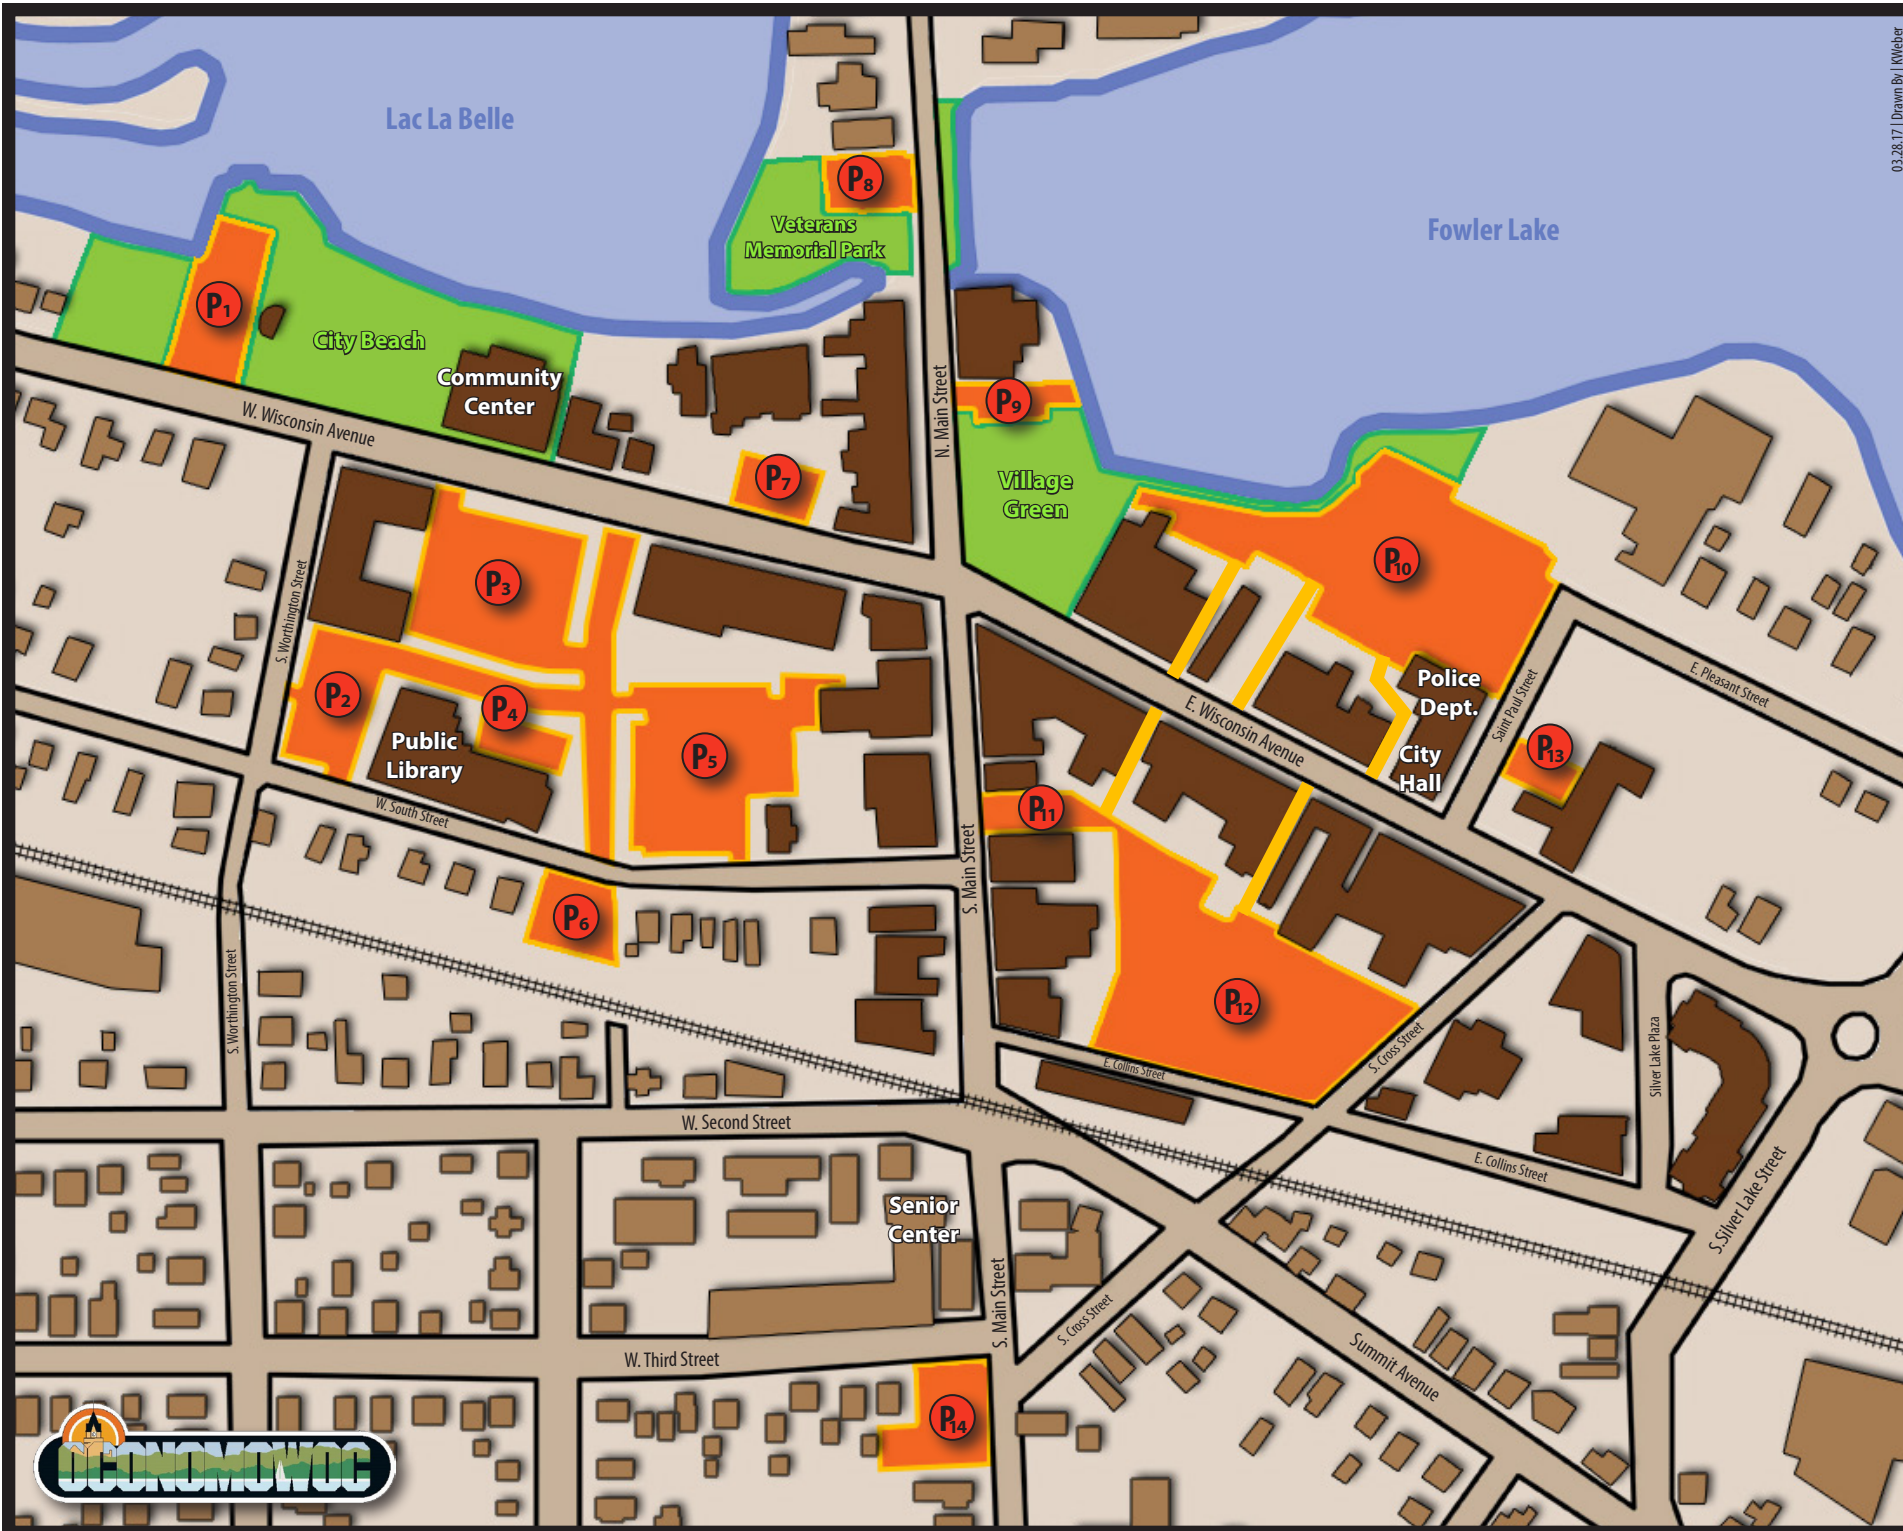 03.28.17 | Drawn By | KWeber
Lac La Belle
P8
Veterans
Memorial Park
Fowler Lake
P1
City Beach
Community
Center
W. Wisconsin Avenue
N. Main Street
P9
P7
Village
Green
P3
P10
S. Worthington Street
P2
P4
Public
Library
P5
W. South Street
E. Wisconsin Avenue
Police
Dept.
City
Hall
Saint Paul Street
E. Pleasant Street
P13
P11
S. Main Street
P6
S. Worthington Street
P12
E. Collins Street
S. Cross Street
Silver Lake Plaza
W. Second Street
E. Collins Street
S.Silver Lake Street
Senior
Center
S. Main Street
S. Cross Street
W. Third Street
Summit Avenue
P14
OCONOMOWOC